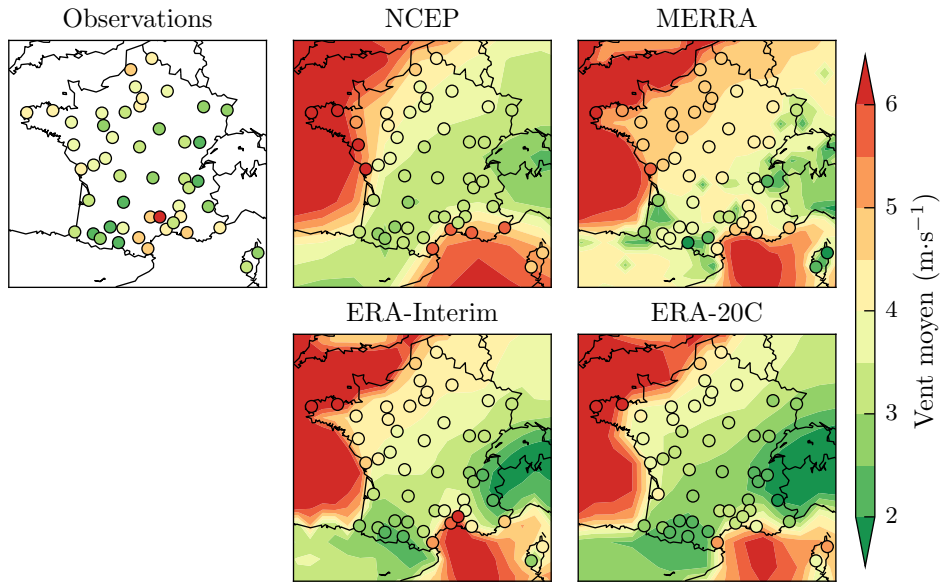 Observations
NCEP
MERRA
ERA-Interim
ERA-20C
6
5
4
3
2
Vent moyen (m·s⁻¹)